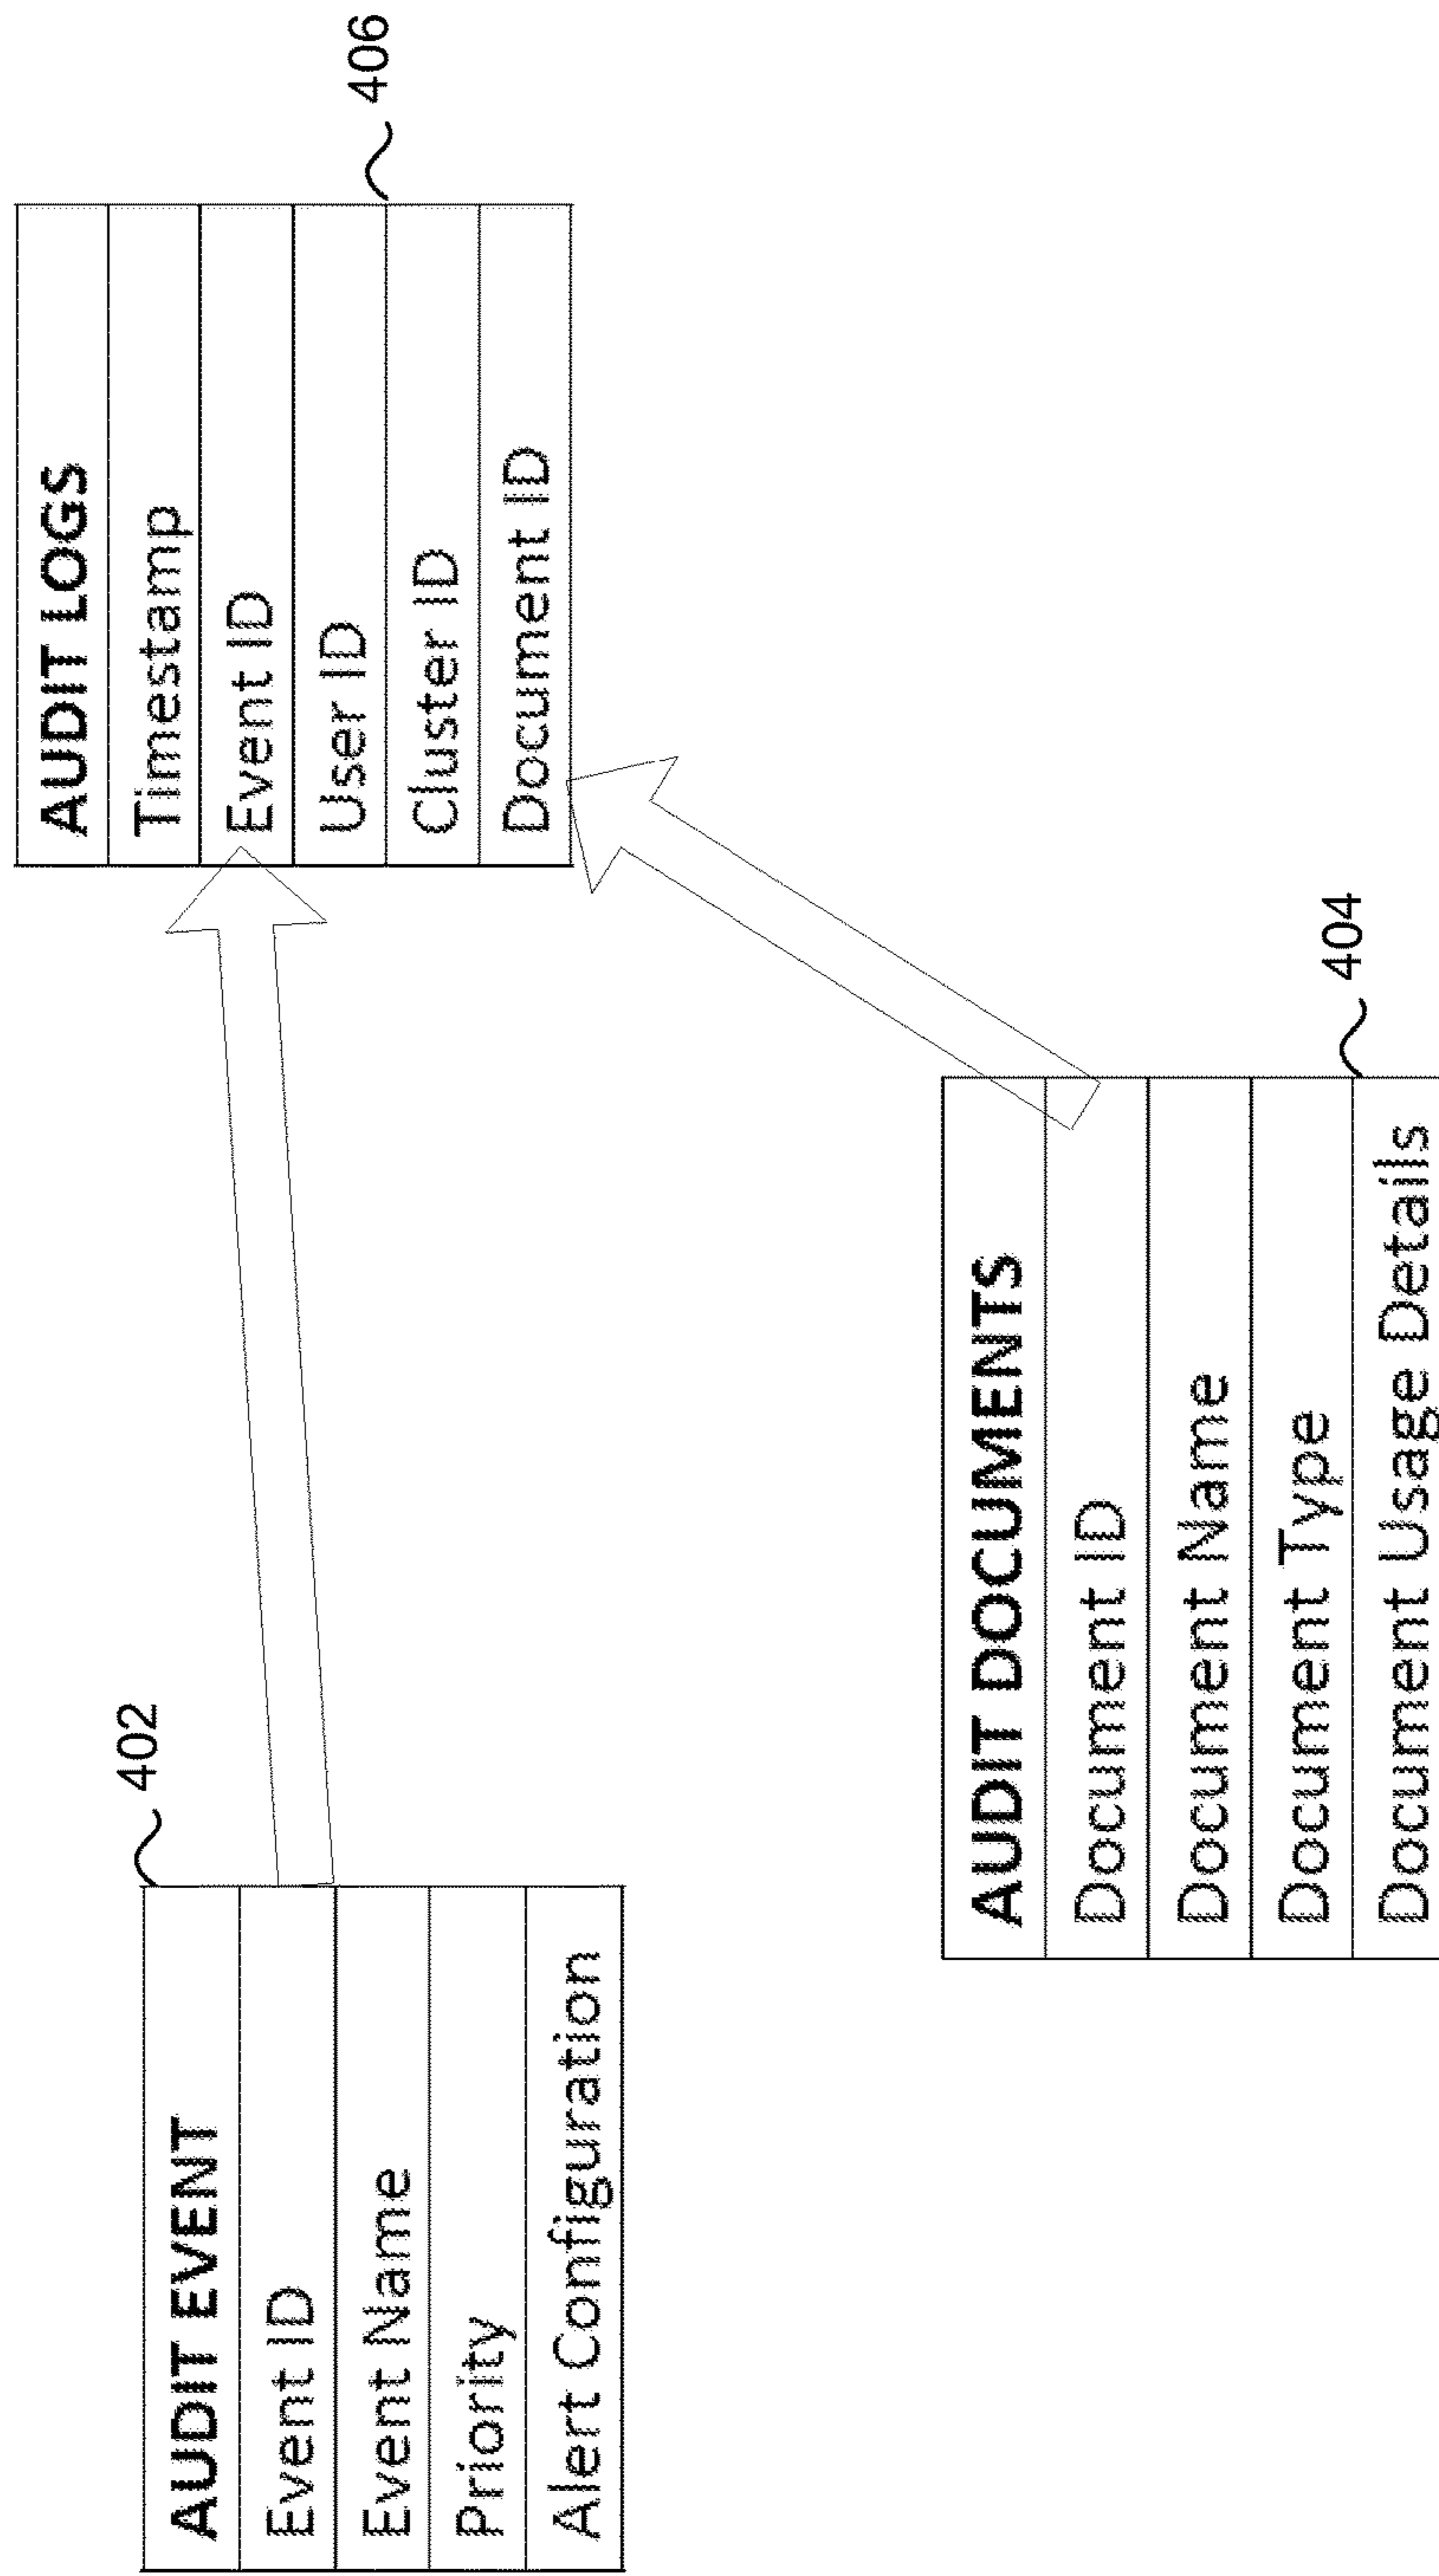 402
AUDIT EVENT
Event ID
Event Name
Priority
Alert Configuration
406
AUDIT LOGS
Timestamp
Event ID
User ID
Cluster ID
Document ID
404
AUDIT DOCUMENTS
Document ID
Document Name
Document Type
Document Usage Details